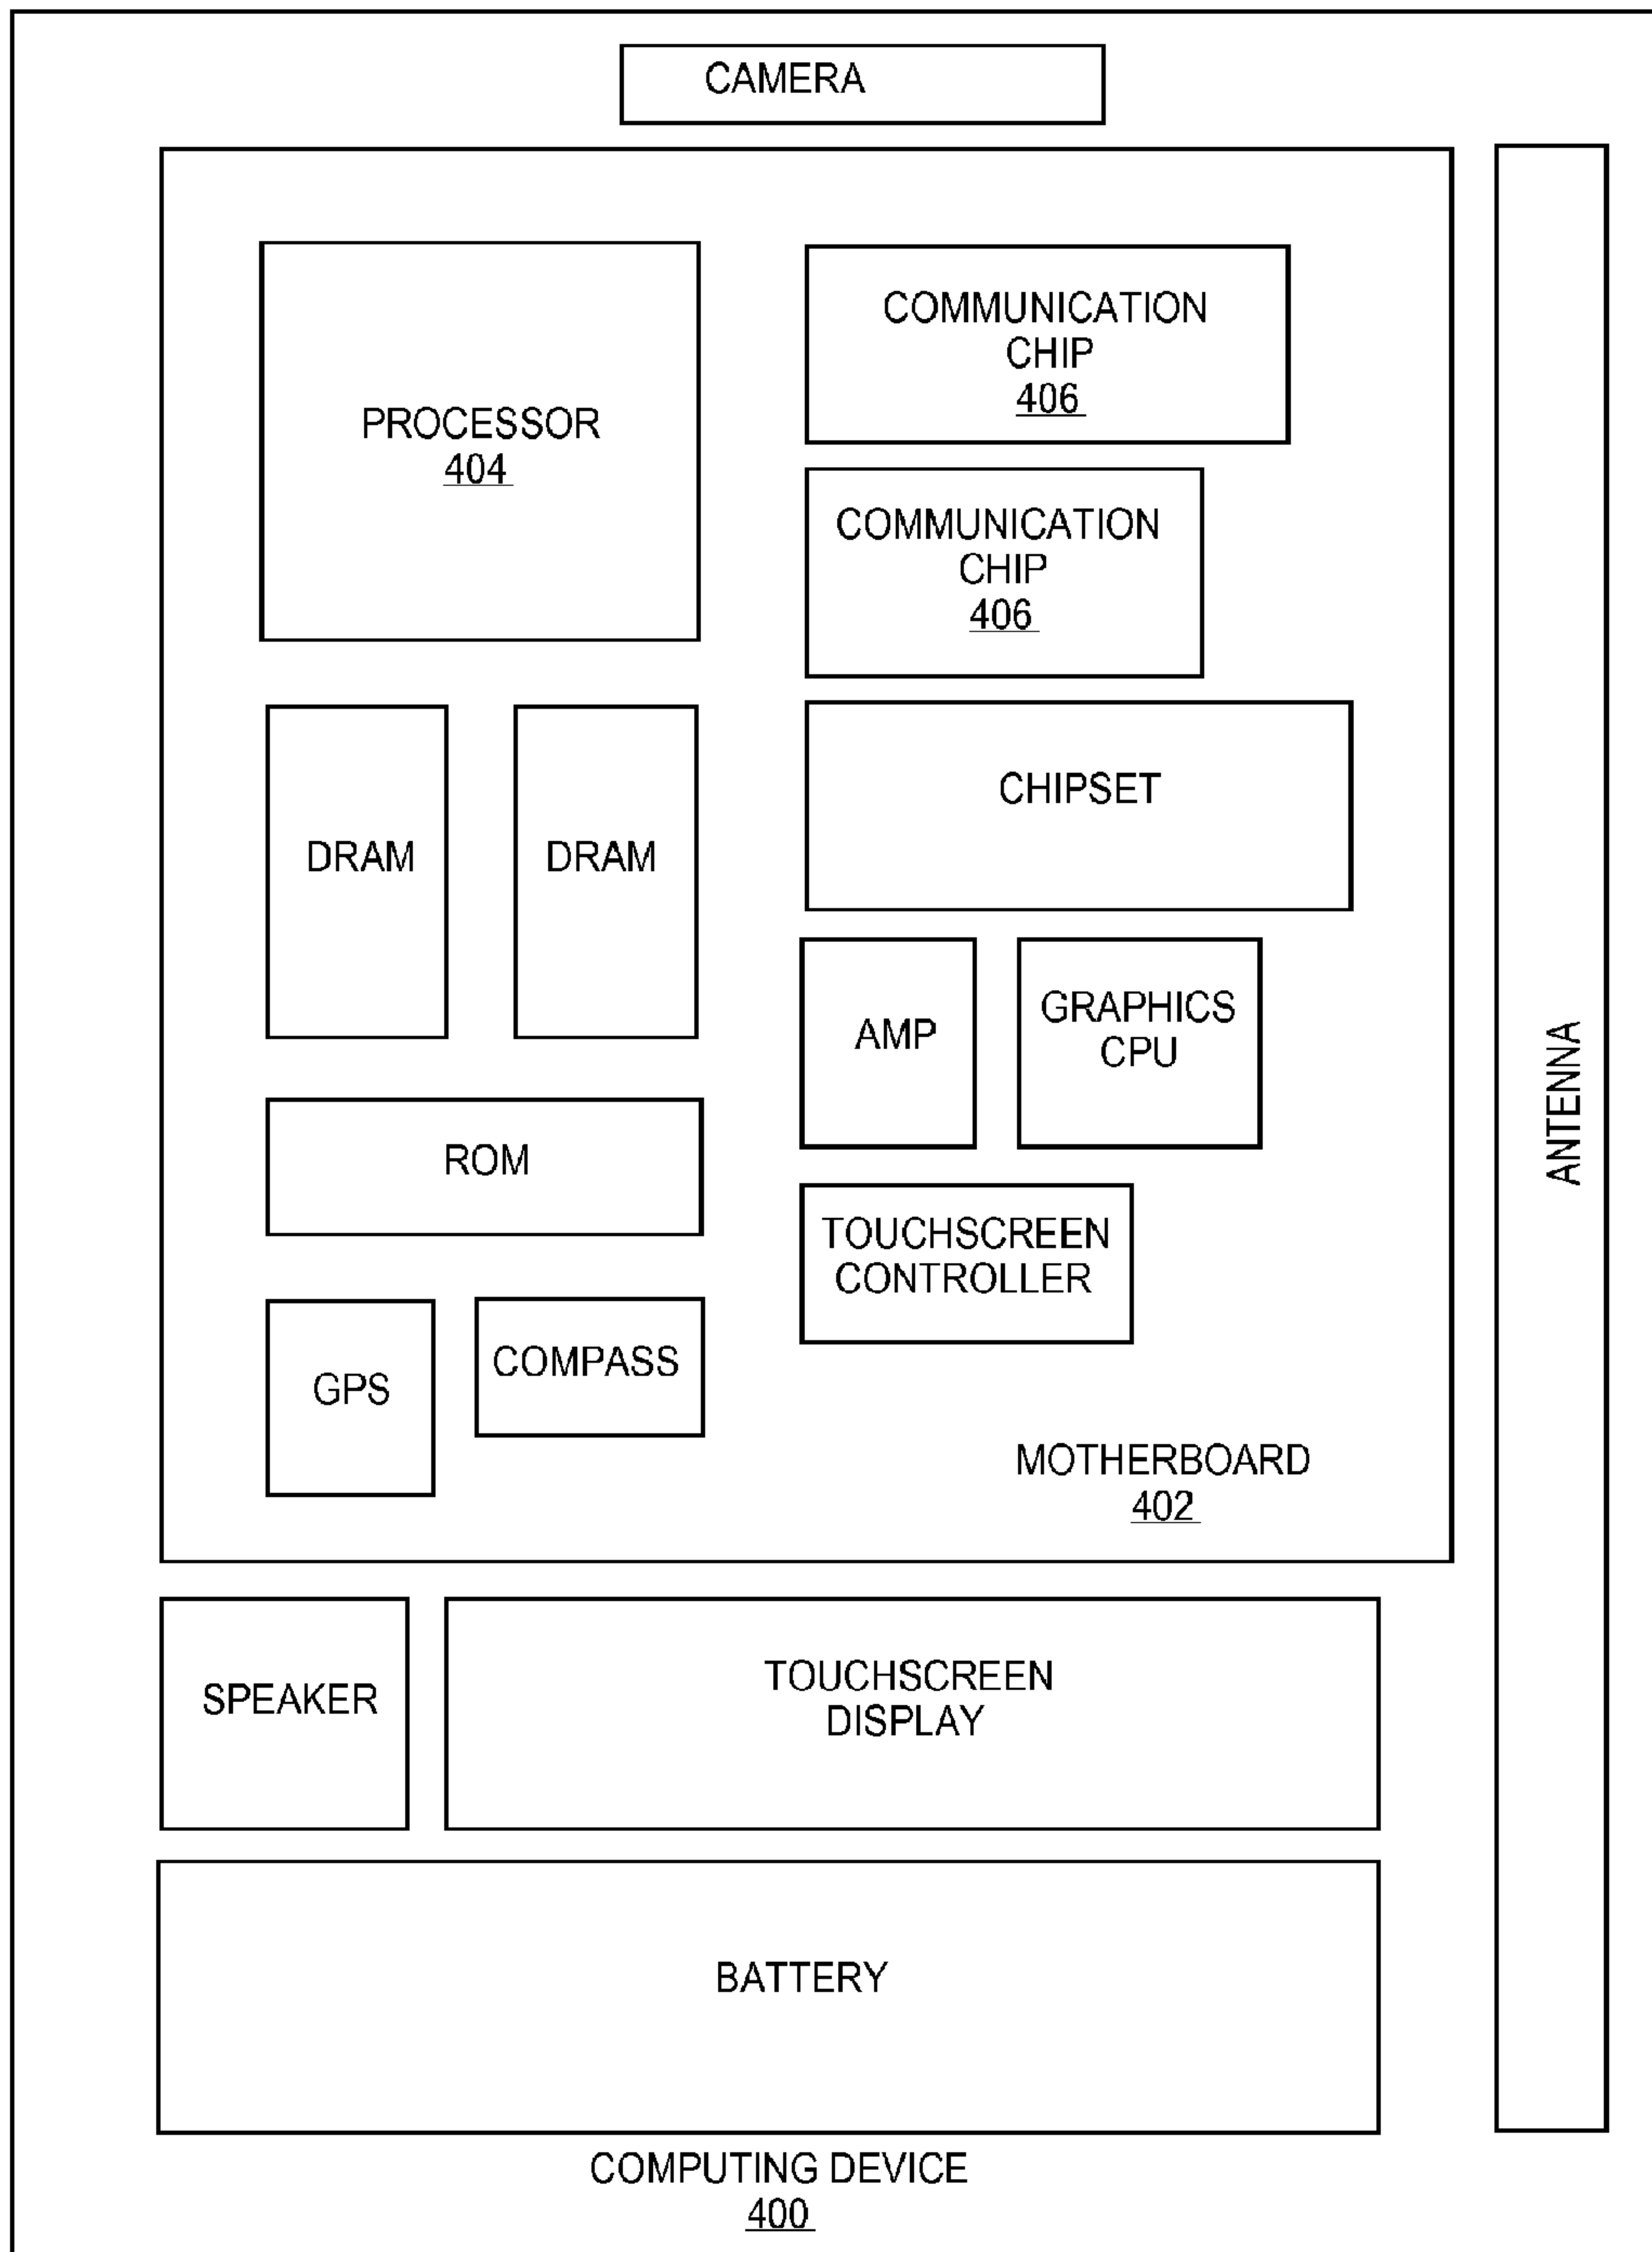 CAMERA
PROCESSOR
404
COMMUNICATION
CHIP
406
COMMUNICATION
CHIP
406
DRAM
DRAM
CHIPSET
AMP
GRAPHICS
CPU
ROM
TOUCHSCREEN
CONTROLLER
GPS
COMPASS
MOTHERBOARD
402
ANTENNA
SPEAKER
TOUCHSCREEN
DISPLAY
BATTERY
COMPUTING DEVICE
400